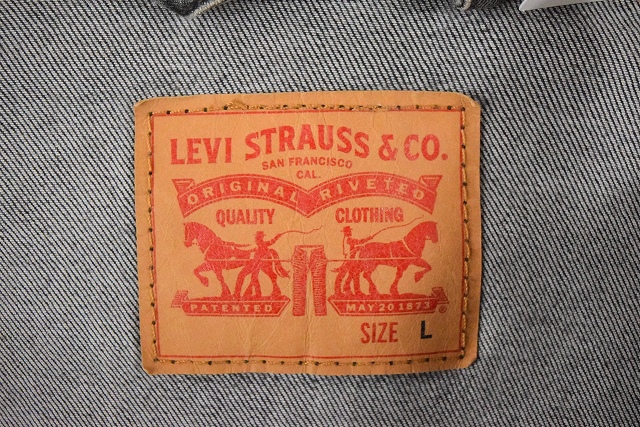 LEVI STRAUSS & CO.
SAN FRANCISCO
CAL.
ORIGINAL RIVETED
QUALITY CLOTHING
PATENTED MAY 20 1873 ®
SIZE L